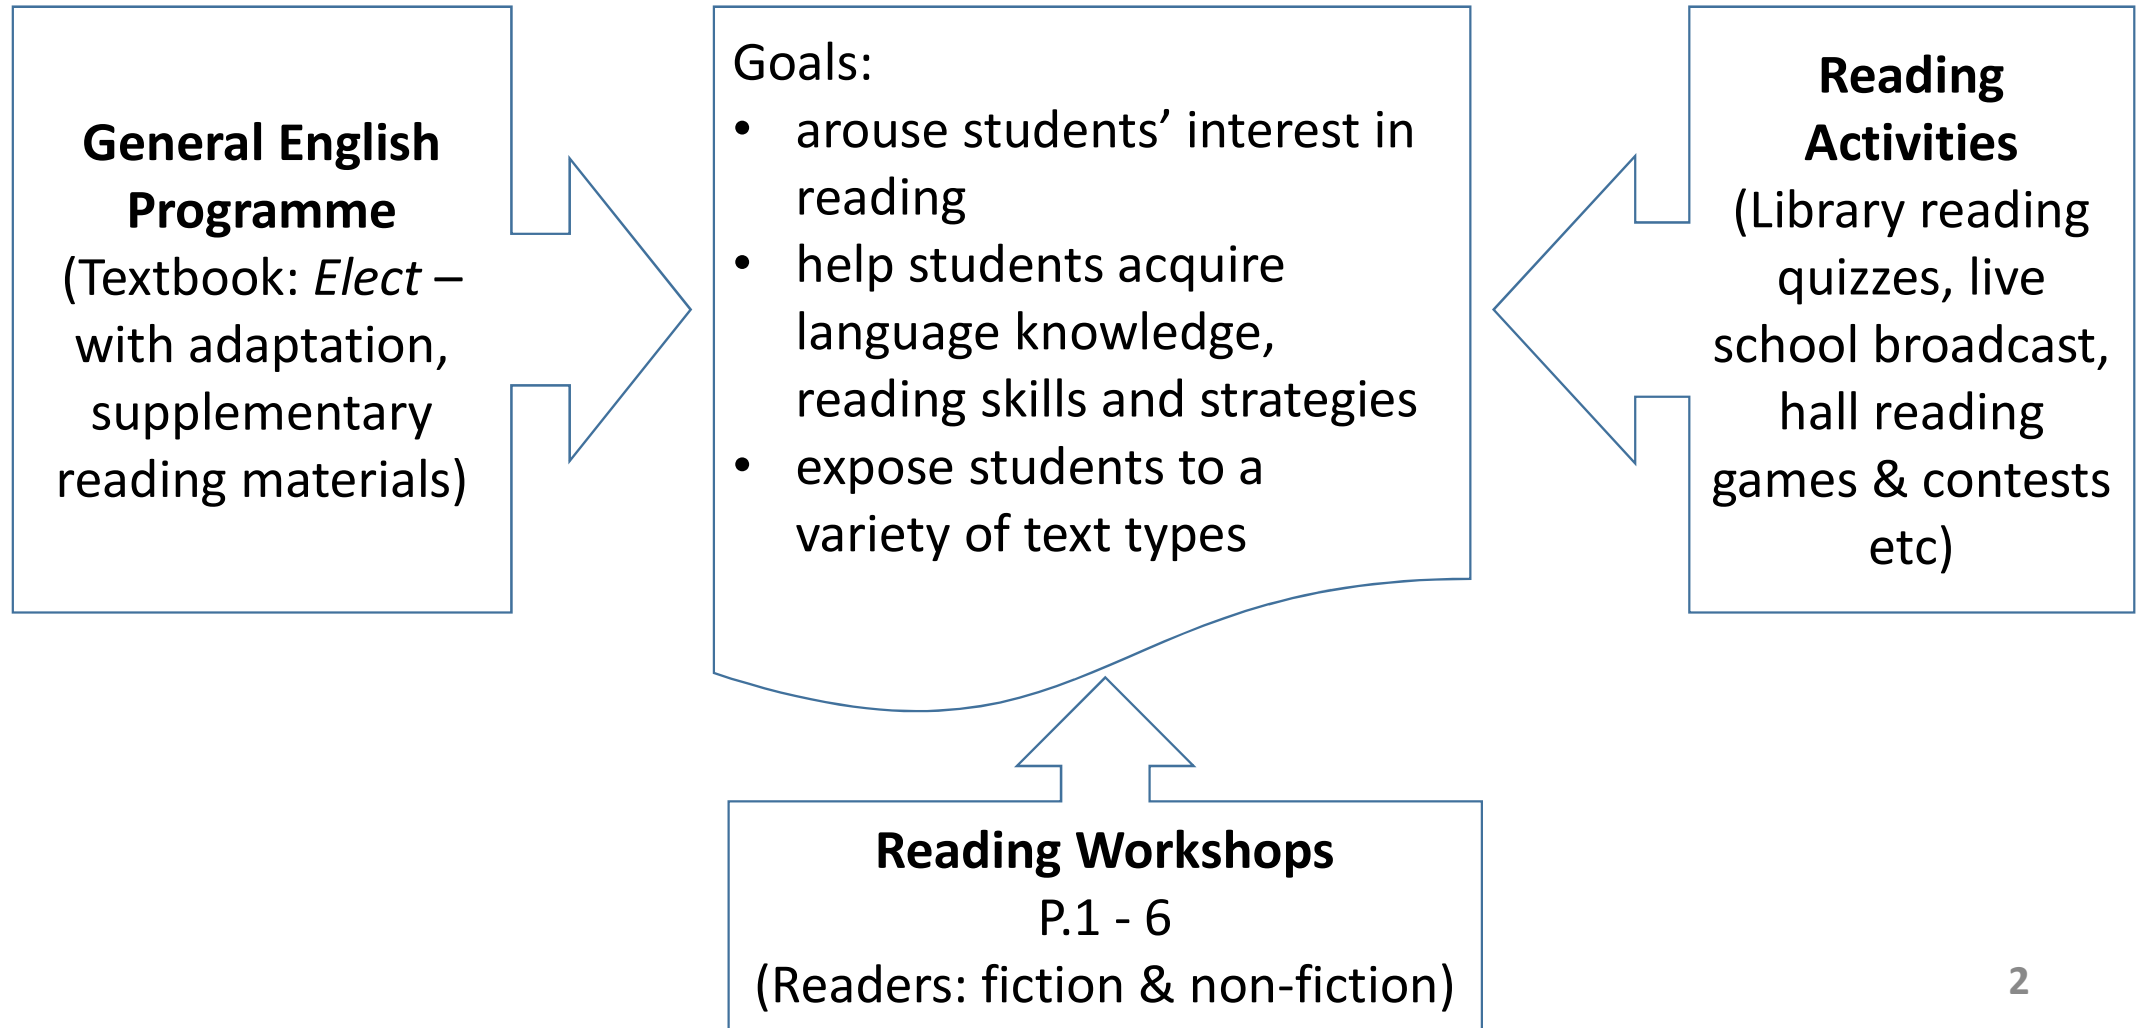 General English
Programme
(Textbook: Elect –
with adaptation,
supplementary
reading materials)
Goals:
• arouse students’ interest in
reading
• help students acquire
language knowledge,
reading skills and strategies
• expose students to a
variety of text types
Reading
Activities
(Library reading
quizzes, live
school broadcast,
hall reading
games & contests
etc)
Reading Workshops
P.1 - 6
(Readers: fiction & non-fiction)
2